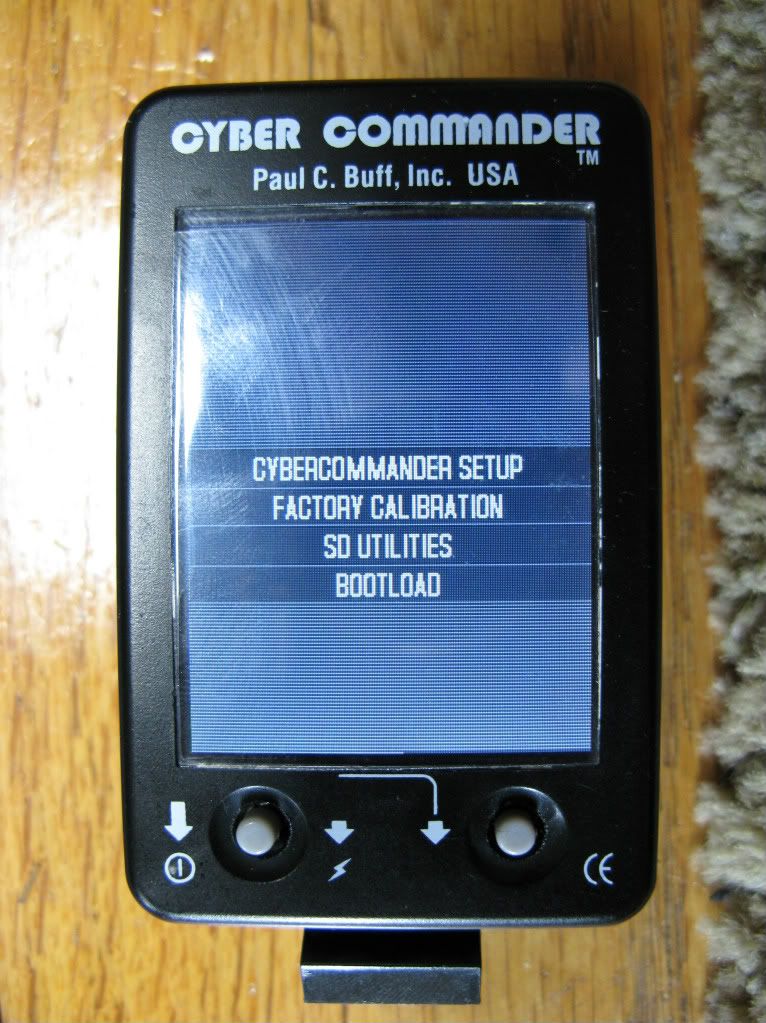 CYBER COMMANDER
TM
Paul C. Buff, Inc. USA
CYBERCOMMANDER SETUP
FACTORY CALIBRATION
SD UTILITIES
BOOTLOAD
CE